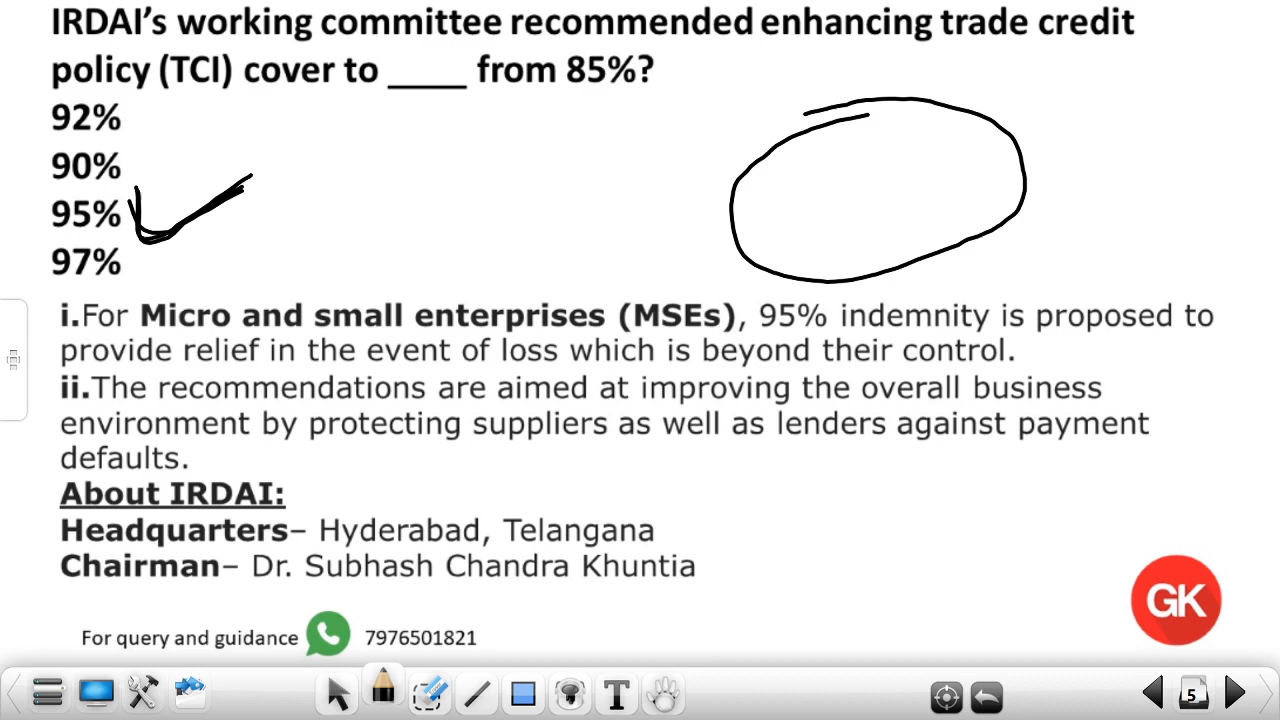 IRDAI's working committee recommended enhancing trade credit
policy (TCI) cover to ____ from 85%?
92%
90%
95%
97%
i.For Micro and small enterprises (MSEs), 95% indemnity is proposed to
provide relief in the event of loss which is beyond their control.
ii.The recommendations are aimed at improving the overall business
environment by protecting suppliers as well as lenders against payment
defaults.
About IRDAI:
Headquarters– Hyderabad, Telangana
Chairman– Dr. Subhash Chandra Khuntia
GK
For query and guidance 7976501821
T
5